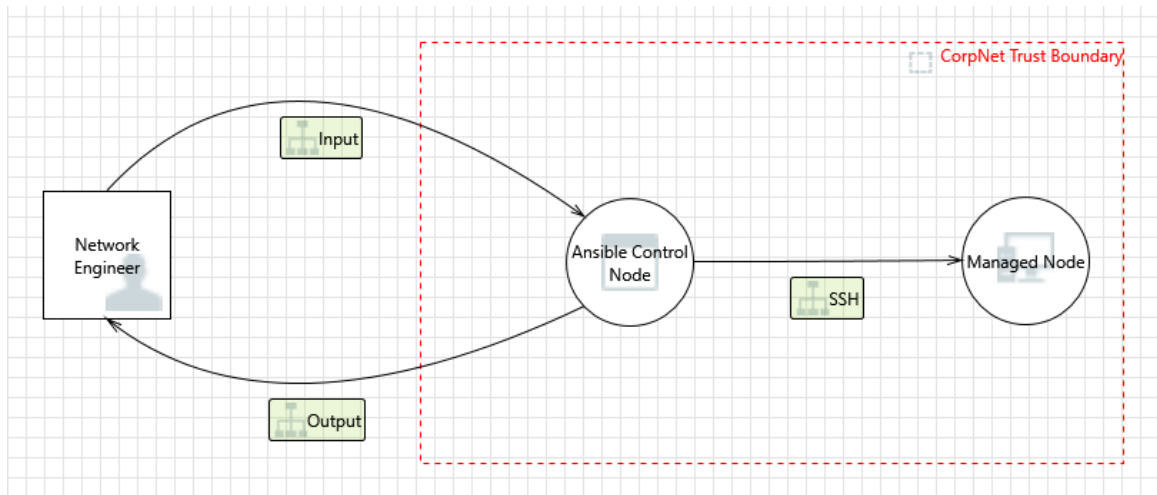 CorpNet Trust Boundary
Input
Network
Engineer
Ansible Control
Node
Managed Node
SSH
Output